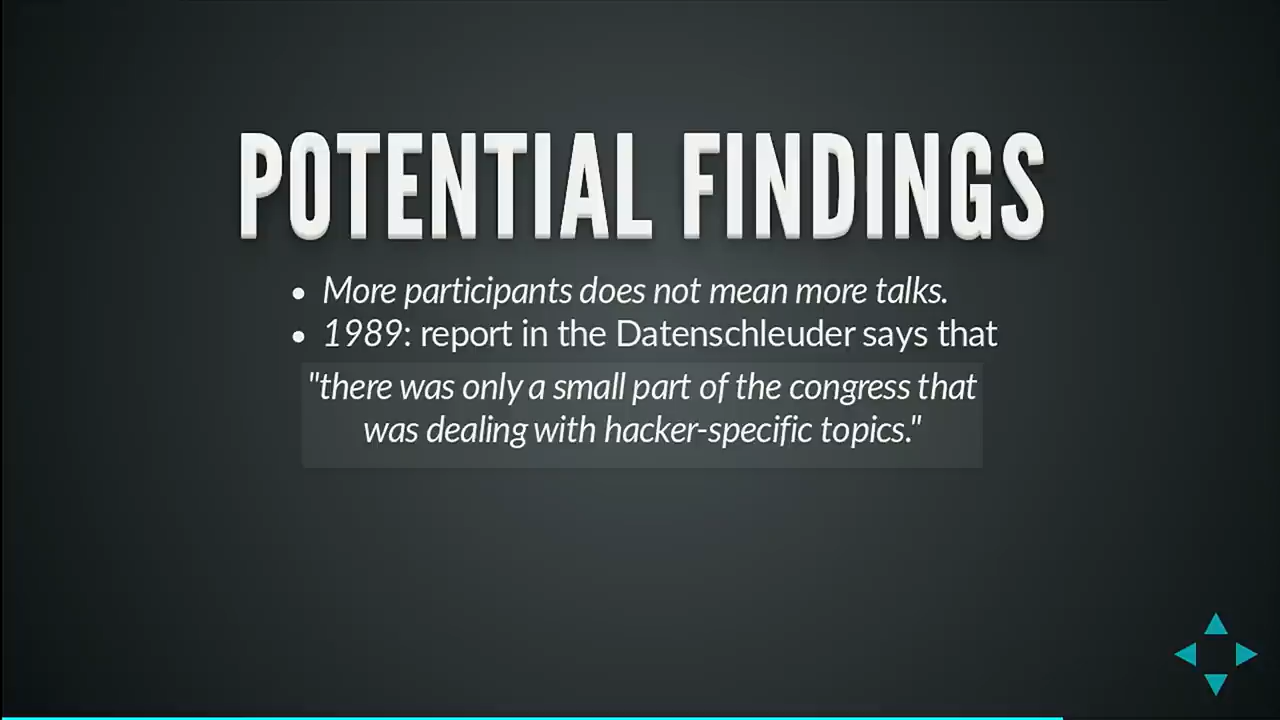 POTENTIAL FINDINGS
• More participants does not mean more talks.
• 1989: report in the Datenschleuder says that
"there was only a small part of the congress that
was dealing with hacker-specific topics."